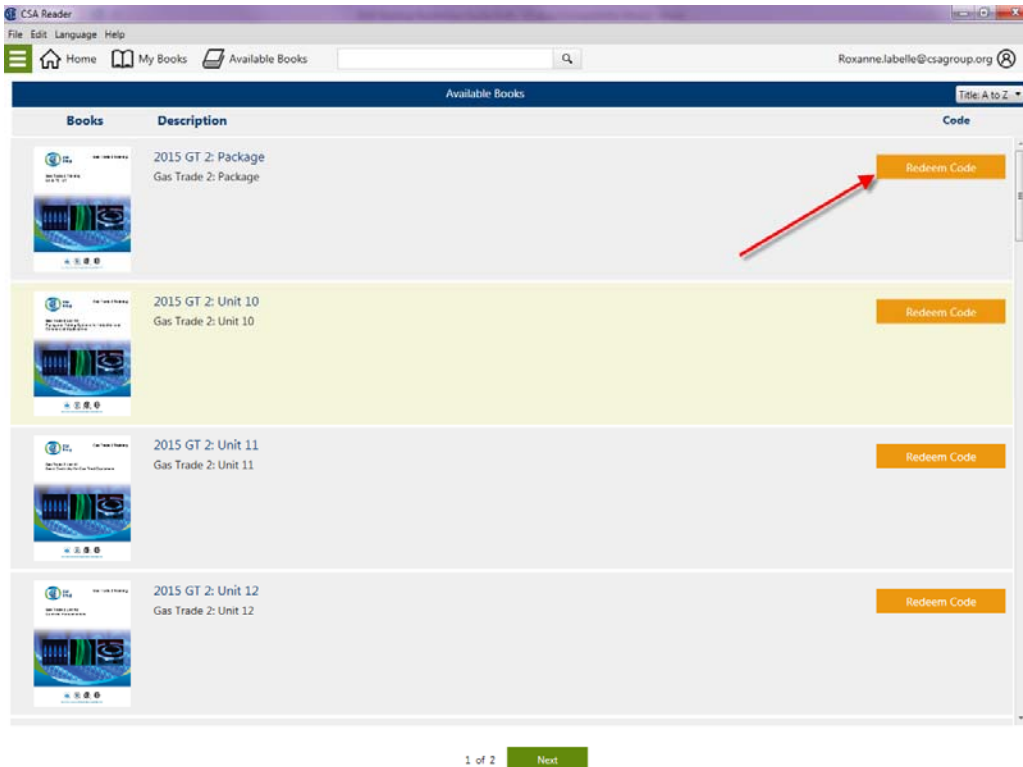 CSA Reader
File Edit Language Help
Home My Books Available Books
Roxanne.labelle@csagroup.org
Available Books
Title: A to Z
Books Description Code
2015 GT 2: Package
Gas Trade 2: Package
Redeem Code
2015 GT 2: Unit 10
Gas Trade 2: Unit 10
Redeem Code
2015 GT 2: Unit 11
Gas Trade 2: Unit 11
Redeem Code
2015 GT 2: Unit 12
Gas Trade 2: Unit 12
Redeem Code
1 of 2 Next